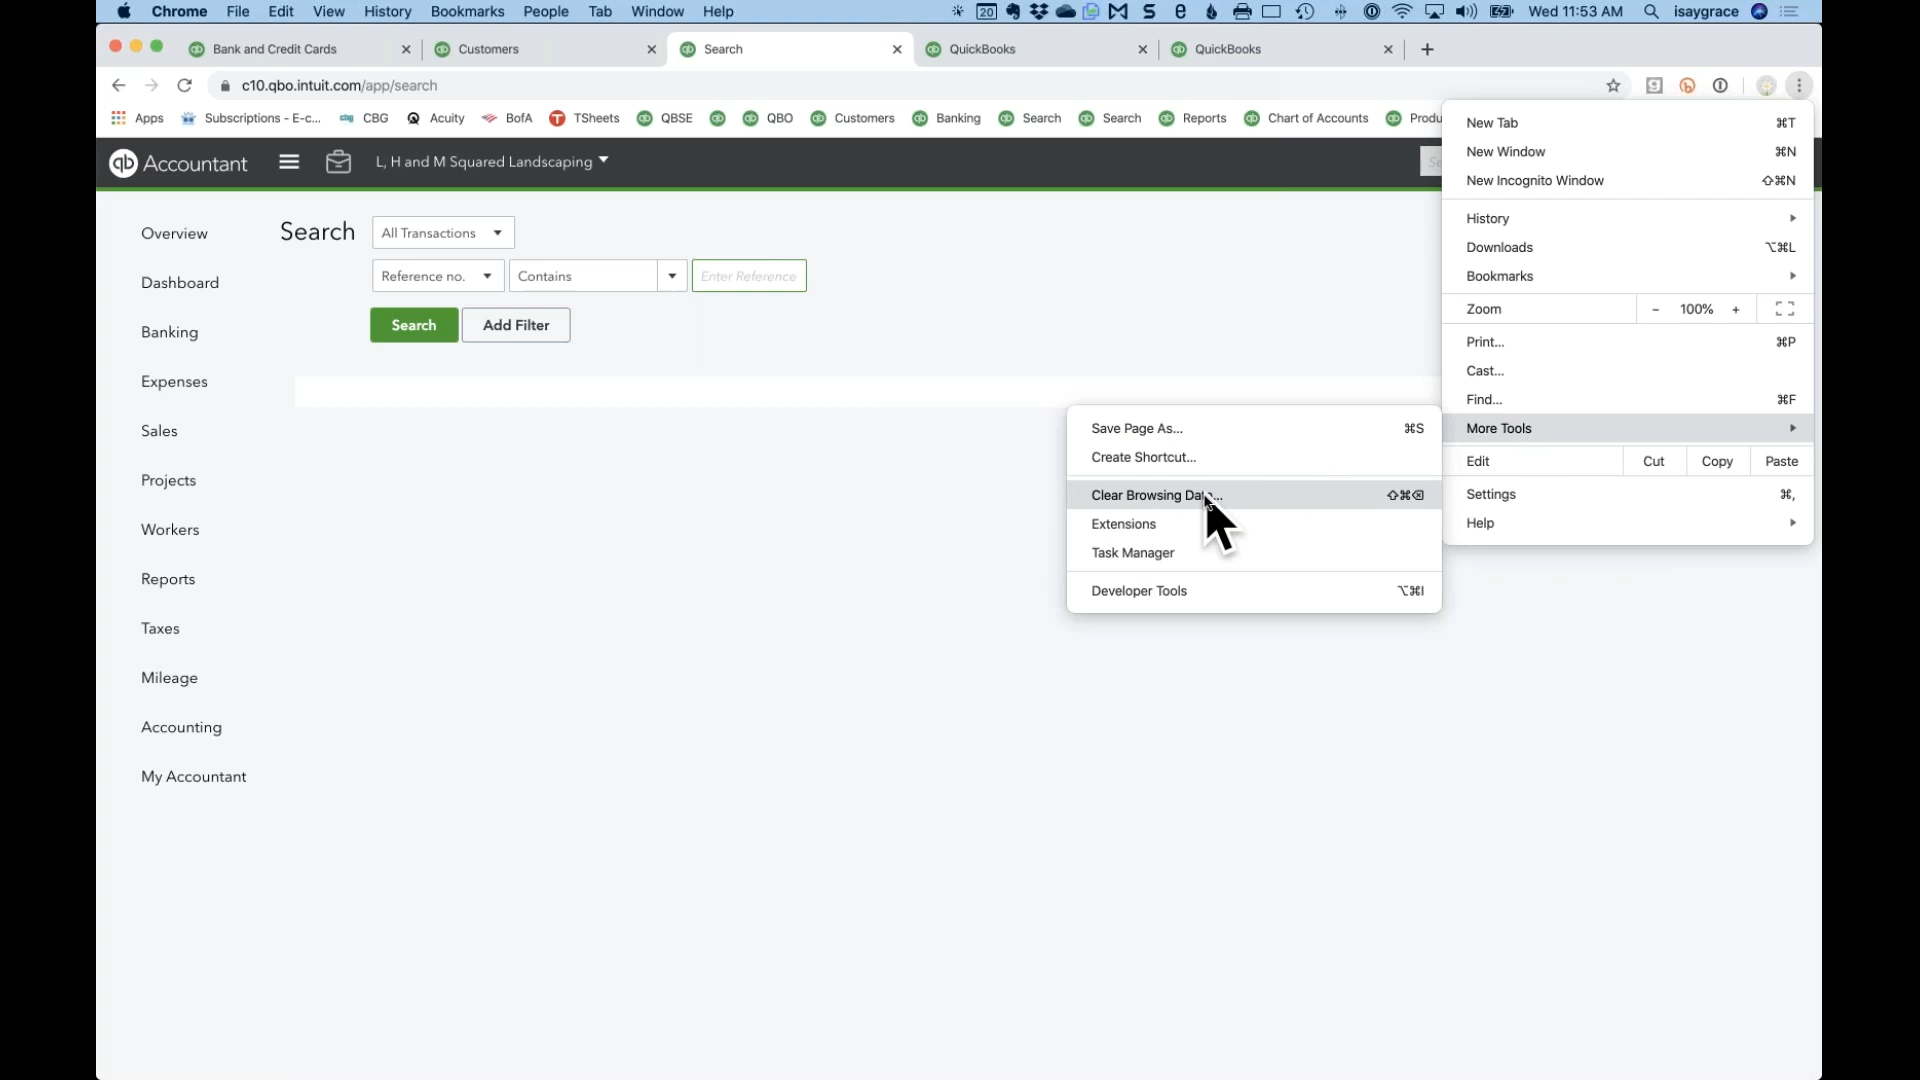 Chrome File Edit View History Bookmarks People Tab Window Help 20 Wed 11:53 AM isaygrace
Bank and Credit Cards Customers Search QuickBooks QuickBooks
c10.qbo.intuit.com/app/search
Apps Subscriptions - E-c... CBG Acuity BofA TSheets QBSE QBO Customers Banking Search Search Reports Chart of Accounts Produ
qb Accountant L, H and M Squared Landscaping
Overview
Dashboard
Banking
Expenses
Sales
Projects
Workers
Reports
Taxes
Mileage
Accounting
My Accountant
Search All Transactions
Reference no. Contains Enter Reference
Search Add Filter
New Tab ⌘T
New Window ⌘N
New Incognito Window ⇧⌘N
History
Downloads ⌥⌘L
Bookmarks
Zoom - 100% +
Print... ⌘P
Cast...
Find... ⌘F
More Tools
Edit Cut Copy Paste
Settings ⌘,
Help
Save Page As... ⌘S
Create Shortcut...
Clear Browsing Data... ⇧⌘⌫
Extensions
Task Manager
Developer Tools ⌥⌘I